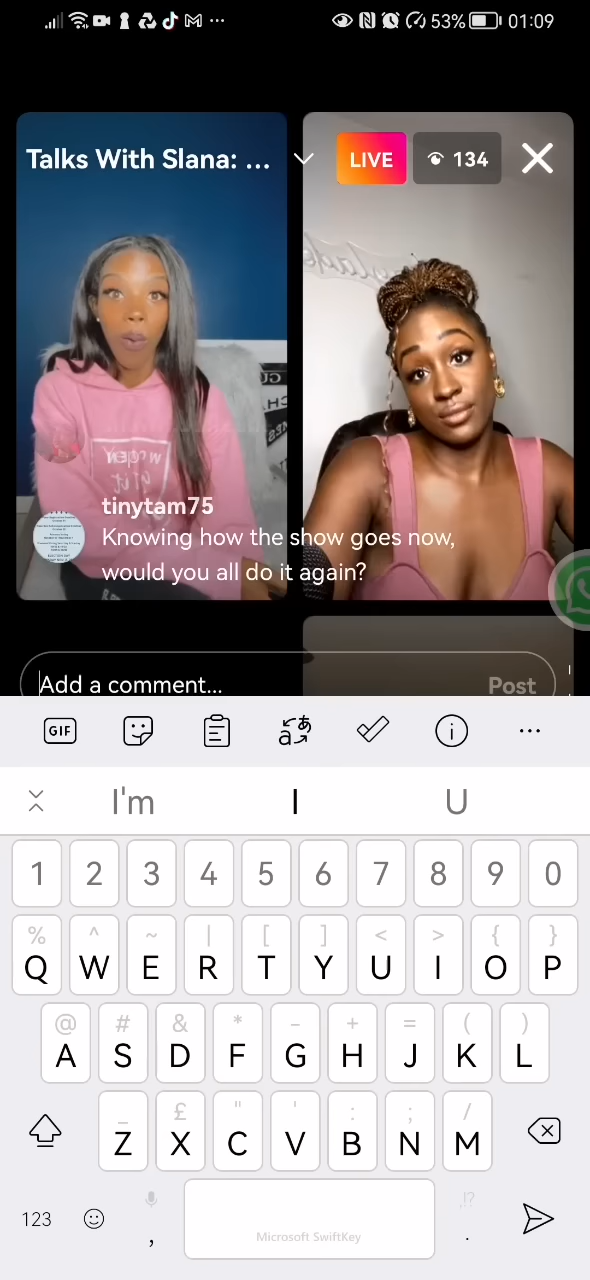 53% 01:09
Talks With Slana: ...
LIVE
134
tinytam75
Knowing how the show goes now,
would you all do it again?
Add a comment...
Post
GIF
I'm I U
1 2 3 4 5 6 7 8 9 0
% ^ ~ | [ ] < > { }
Q W E R T Y U I O P
@ # & * - + = ( )
A S D F G H J K L
_ £ " ' : ; /
Z X C V B N M
123 , Microsoft SwiftKey ,!? .